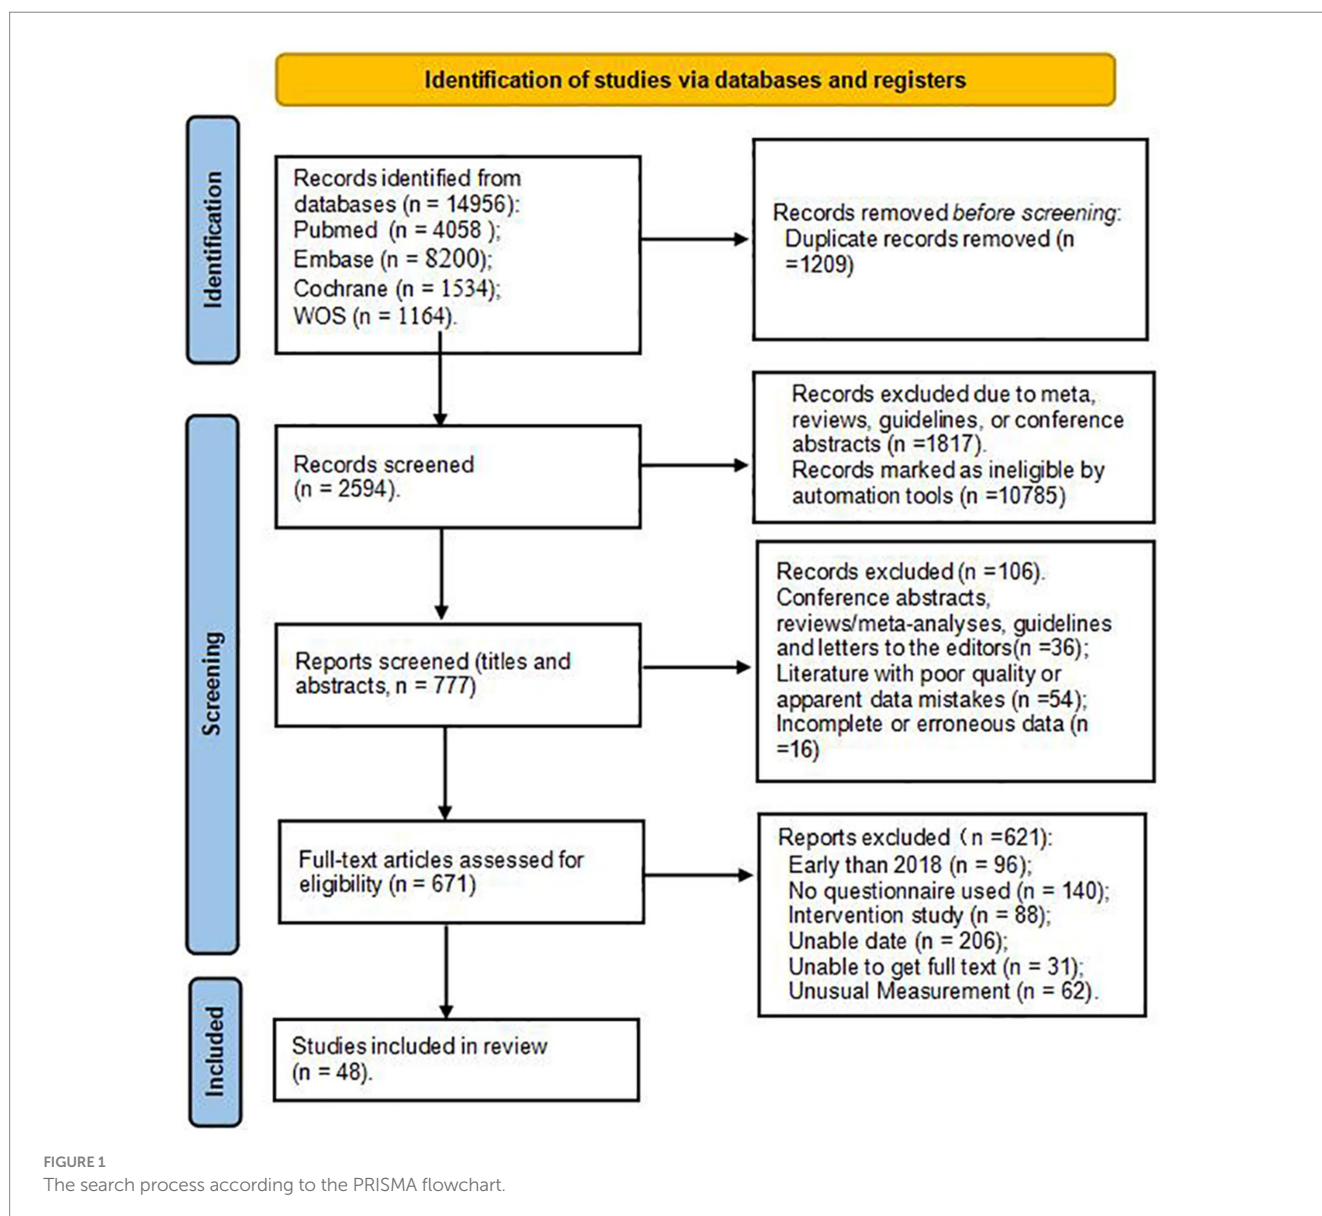 Identification of studies via databases and registers
Identification
Records identified from
databases (n = 14956):
Pubmed (n = 4058 );
Embase (n = 8200);
Cochrane (n = 1534);
WOS (n = 1164).
Records removed before screening:
Duplicate records removed (n
=1209)
Screening
Records screened
(n = 2594).
Records excluded due to meta,
reviews, guidelines, or conference
abstracts (n =1817).
Records marked as ineligible by
automation tools (n =10785)
Reports screened (titles and
abstracts, n = 777)
Records excluded (n =106).
Conference abstracts,
reviews/meta-analyses, guidelines
and letters to the editors(n =36);
Literature with poor quality or
apparent data mistakes (n =54);
Incomplete or erroneous data (n
=16)
Full-text articles assessed for
eligibility (n = 671)
Reports excluded (n =621):
Early than 2018 (n = 96);
No questionnaire used (n = 140);
Intervention study (n = 88);
Unable date (n = 206);
Unable to get full text (n = 31);
Unusual Measurement (n = 62).
Included
Studies included in review
(n = 48).
FIGURE 1
The search process according to the PRISMA flowchart.